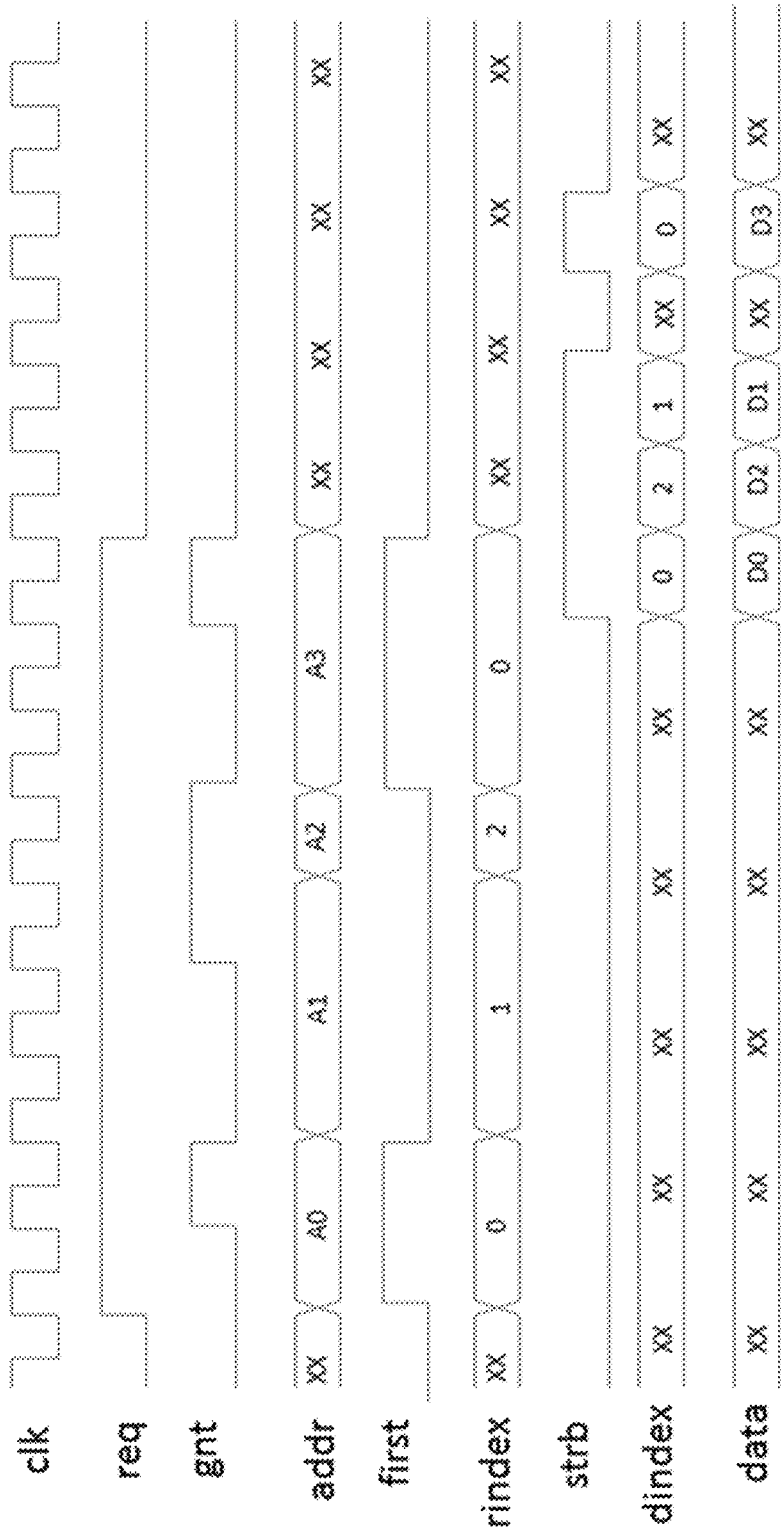 clk
req
gnt
addr XX A0 A1 A2 A3 XX XX XX XX
first
rindex XX 0 1 2 0 XX XX XX XX
strb
dindex XX XX XX XX XX 0 2 1 XX 0 XX
data XX XX XX XX XX D0 D2 D1 XX D3 XX